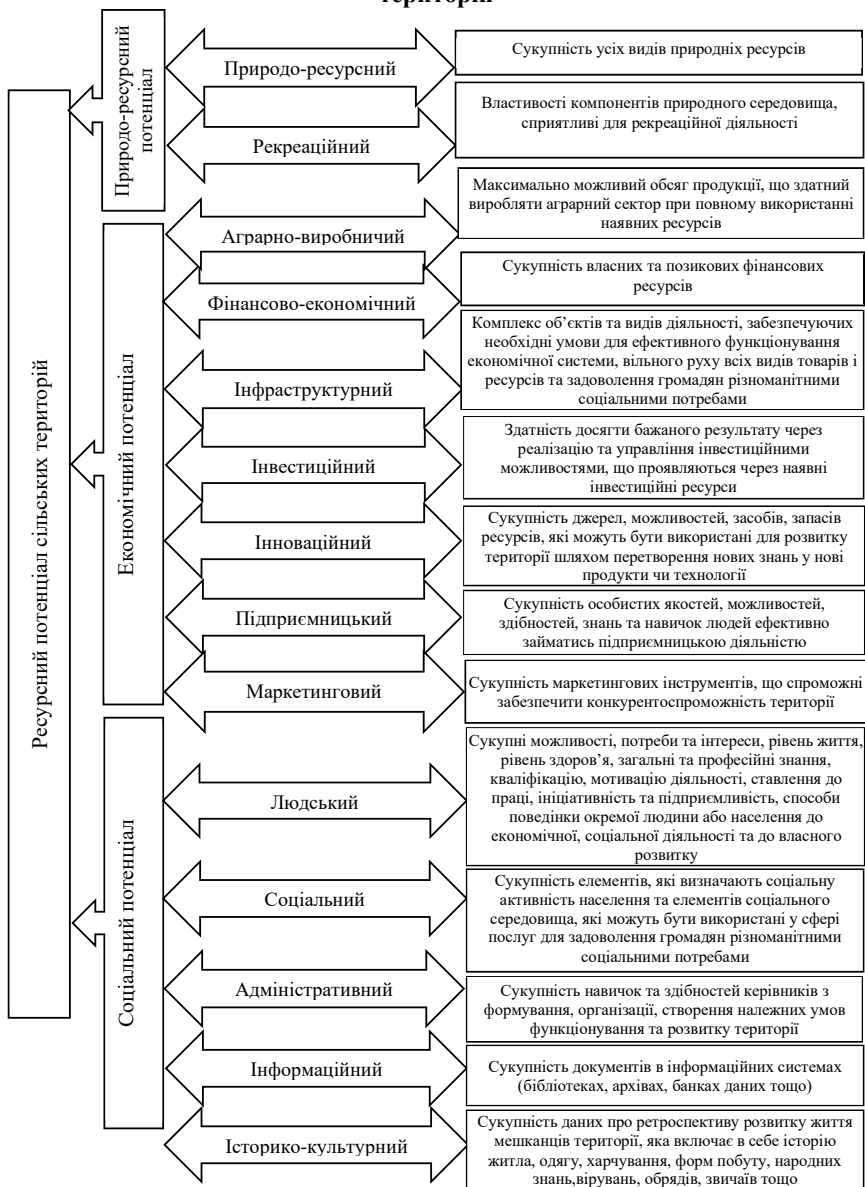 територій
Ресурсний потенціал сільських територій
Природо-ресурсний
потенціал
Природо-ресурсний
Сукупність усіх видів природніх ресурсів
Рекреаційний
Властивості компонентів природного середовища,
сприятливі для рекреаційної діяльності
Економічний потенціал
Аграрно-виробничий
Максимально можливий обсяг продукції, що здатний
виробляти аграрний сектор при повному використанні
наявних ресурсів
Фінансово-економічний
Сукупність власних та позикових фінансових
ресурсів
Інфраструктурний
Комплекс об’єктів та видів діяльності, забезпечуючих
необхідні умови для ефективного функціонування
економічної системи, вільного руху всіх видів товарів і
ресурсів та задоволення громадян різноманітними
соціальними потребами
Інвестиційний
Здатність досягти бажаного результату через
реалізацію та управління інвестиційними
можливостями, що проявляються через наявні
інвестиційні ресурси
Інноваційний
Сукупність джерел, можливостей, засобів, запасів
ресурсів, які можуть бути використані для розвитку
території шляхом перетворення нових знань у нові
продукти чи технології
Підприємницький
Сукупність особистих якостей, можливостей,
здібностей, знань та навичок людей ефективно
займатись підприємницькою діяльністю
Маркетинговий
Сукупність маркетингових інструментів, що спроможні
забезпечити конкурентоспроможність території
Соціальний потенціал
Людський
Сукупні можливості, потреби та інтереси, рівень життя,
рівень здоров’я, загальні та професійні знання,
кваліфікацію, мотивацію діяльності, ставлення до
праці, ініціативність та підприємливість, способи
поведінки окремої людини або населення до
економічної, соціальної діяльності та до власного
розвитку
Соціальний
Сукупність елементів, які визначають соціальну
активність населення та елементів соціального
середовища, які можуть бути використані у сфері
послуг для задоволення громадян різноманітними
соціальними потребами
Адміністративний
Сукупність навичок та здібностей керівників з
формування, організації, створення належних умов
функціонування та розвитку території
Інформаційний
Сукупність документів в інформаційних системах
(бібліотеках, архівах, банках даних тощо)
Історико-культурний
Сукупність даних про ретроспективу розвитку життя
мешканців території, яка включає в себе історію
житла, одягу, харчування, форм побуту, народних
знань,вірувань, обрядів, звичаїв тощо